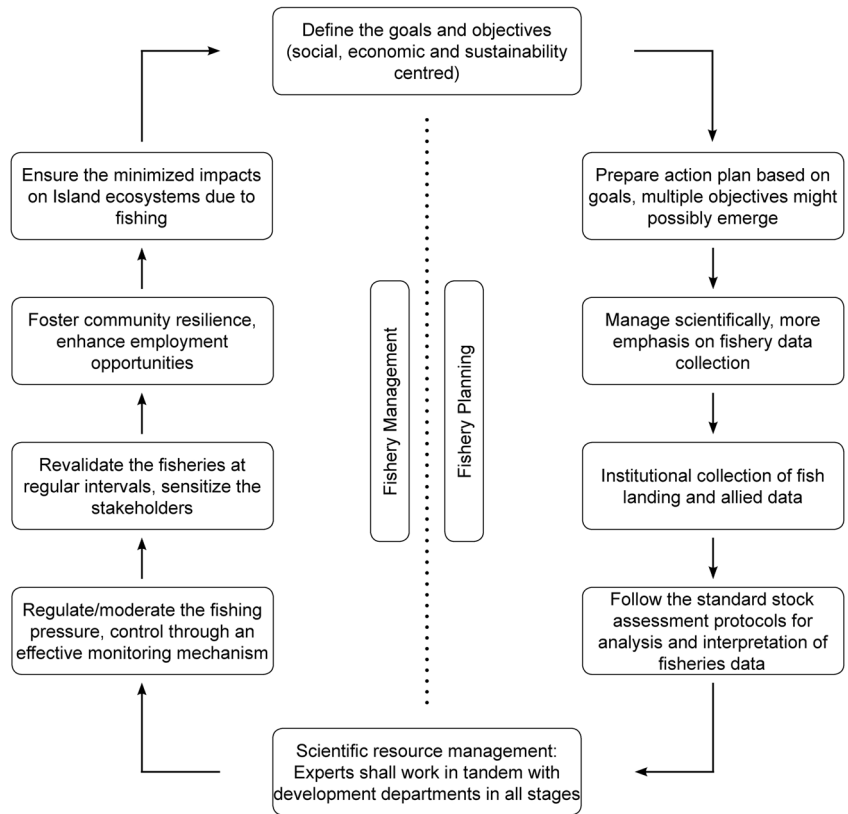 Define the goals and objectives
(social, economic and sustainability
centred)
Prepare action plan based on
goals, multiple objectives might
possibly emerge
Manage scientifically, more
emphasis on fishery data
collection
Institutional collection of fish
landing and allied data
Follow the standard stock
assessment protocols for
analysis and interpretation of
fisheries data
Scientific resource management:
Experts shall work in tandem with
development departments in all stages
Regulate/moderate the fishing
pressure, control through an
effective monitoring mechanism
Revalidate the fisheries at
regular intervals, sensitize the
stakeholders
Foster community resilience,
enhance employment
opportunities
Ensure the minimized impacts
on Island ecosystems due to
fishing
Fishery Management
Fishery Planning